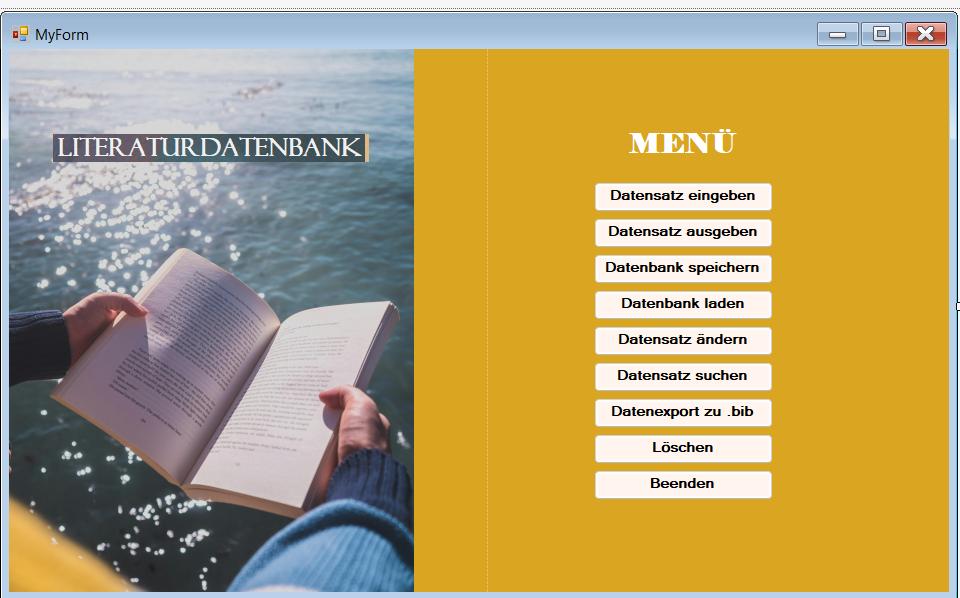 MyForm
LITERATURDATENBANK
MENÜ
Datensatz eingeben
Datensatz ausgeben
Datenbank speichern
Datenbank laden
Datensatz ändern
Datensatz suchen
Datenexport zu .bib
Löschen
Beenden